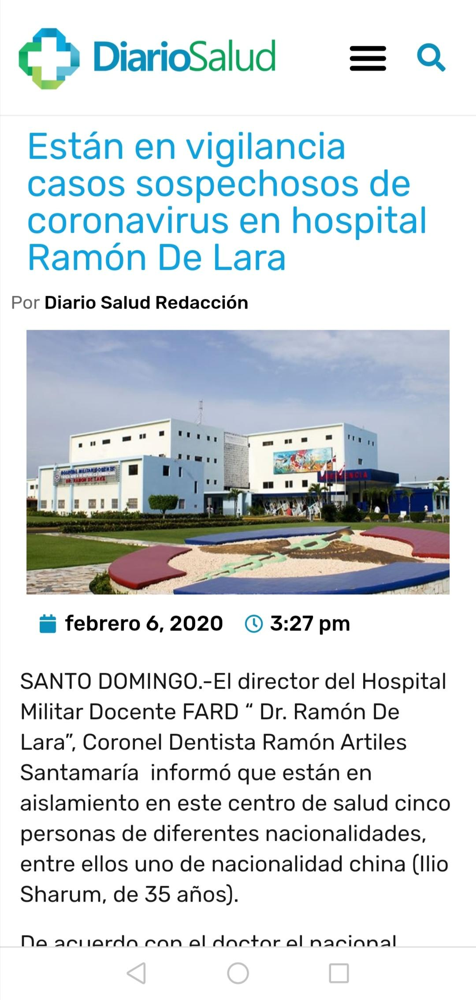 DiarioSalud
Están en vigilancia
casos sospechosos de
coronavirus en hospital
Ramón De Lara
Por Diario Salud Redacción
HOSPITAL MILITAR DOCENTE
DR. RAMON DE LARA
EMERGENCIA
febrero 6, 2020 3:27 pm
SANTO DOMINGO.-El director del Hospital
Militar Docente FARD “ Dr. Ramón De
Lara”, Coronel Dentista Ramón Artiles
Santamaría  informó que están en
aislamiento en este centro de salud cinco
personas de diferentes nacionalidades,
entre ellos uno de nacionalidad china (Ilio
Sharum, de 35 años).
De acuerdo con el doctor el nacional